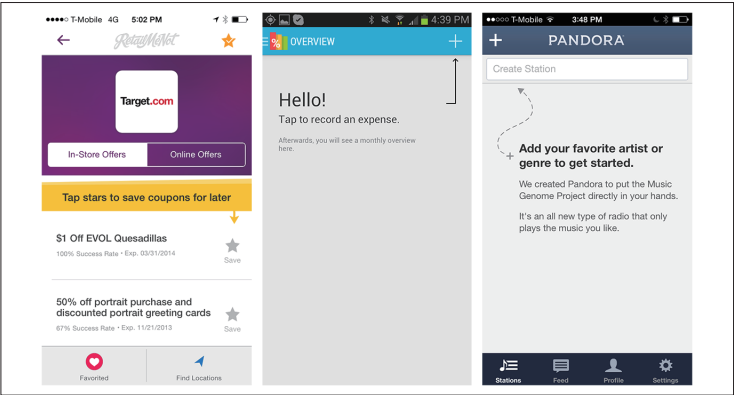 T-Mobile 4G 5:02 PM
RetailMeNot
Target.com
In-Store Offers Online Offers
Tap stars to save coupons for later
$1 Off EVOL Quesadillas
100% Success Rate • Exp. 03/31/2014
Save
50% off portrait purchase and
discounted portrait greeting cards
67% Success Rate • Exp. 11/21/2013
Save
Favorited Find Locations
4:39 PM
OVERVIEW
Hello!
Tap to record an expense.
Afterwards, you will see a monthly overview
here.
T-Mobile 3:48 PM
PANDORA
Create Station
Add your favorite artist or
genre to get started.
We created Pandora to put the Music
Genome Project directly in your hands.
It's an all new type of radio that only
plays the music you like.
Stations Feed Profile Settings